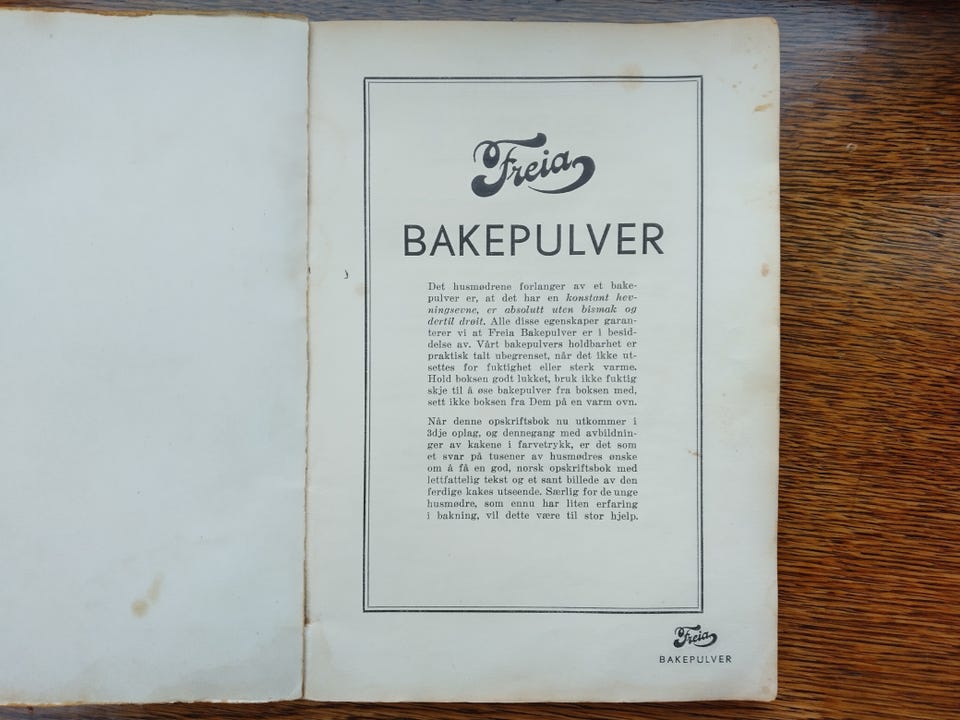 Freia
BAKEPULVER
Det husmødrene forlanger av et bake-
pulver er, at det har en konstant hev-
ningsevne, er absolutt uten bismak og
dertil drøit. Alle disse egenskaper garan-
terer vi at Freia Bakepulver er i besid-
delse av. Vårt bakepulvers holdbarhet er
praktisk talt ubegrenset, når det ikke ut-
settes for fuktighet eller sterk varme.
Hold boksen godt lukket, bruk ikke fuktig
skje til å øse bakepulver fra boksen med,
sett ikke boksen fra Dem på en varm ovn.
Når denne opskriftsbok nu utkommer i
3dje oplag, og dennegang med avbildnin-
ger av kakene i farvetrykk, er det som
et svar på tusener av husmødres ønske
om å få en god, norsk opskriftsbok med
lettfattelig tekst og et sant billede av den
ferdige kakes utseende. Særlig for de unge
husmødre, som ennu har liten erfaring
i bakning, vil dette være til stor hjelp.
Freia
BAKEPULVER